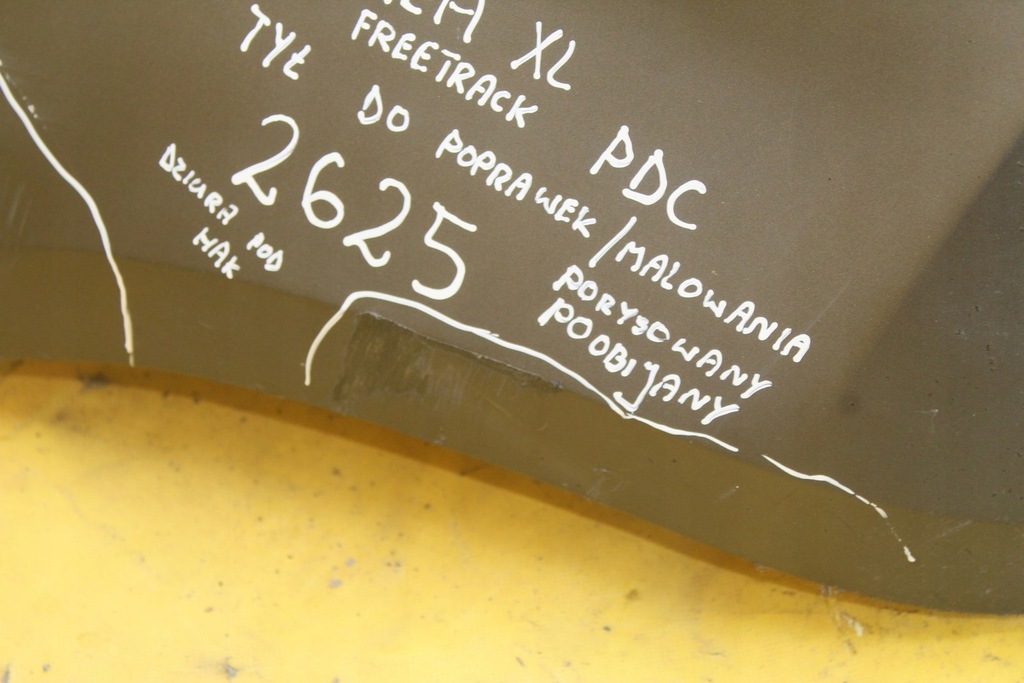 XL
FREETRACK PDC
TYŁ DO POPRAWEK/MALOWANIA
2625 PORYSOWANY
POOBIJANY
DZIURA POD
HAK